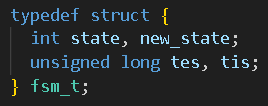 typedef struct {
  int state, new_state;
  unsigned long tes, tis;
} fsm_t;